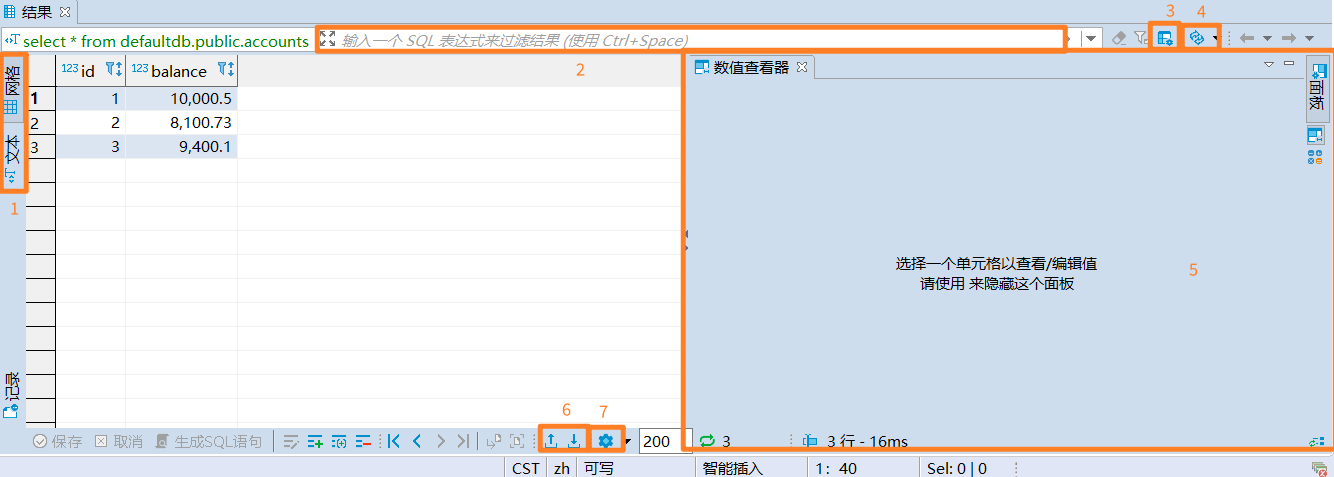 结果
3 4
select * from defaultdb.public.accounts 输入一个 SQL 表达式来过滤结果 (使用 Ctrl+Space)
网格
文本
1
记录
123 id 123 balance
2
1 1 10,000.5
2 2 8,100.73
3 3 9,400.1
数值查看器
面板
选择一个单元格以查看/编辑值
请使用 来隐藏这个面板
5
6 7
保存 取消 生成SQL语句 200 3 3 行 - 16ms
CST zh 可写 智能插入 1：40 Sel: 0 | 0